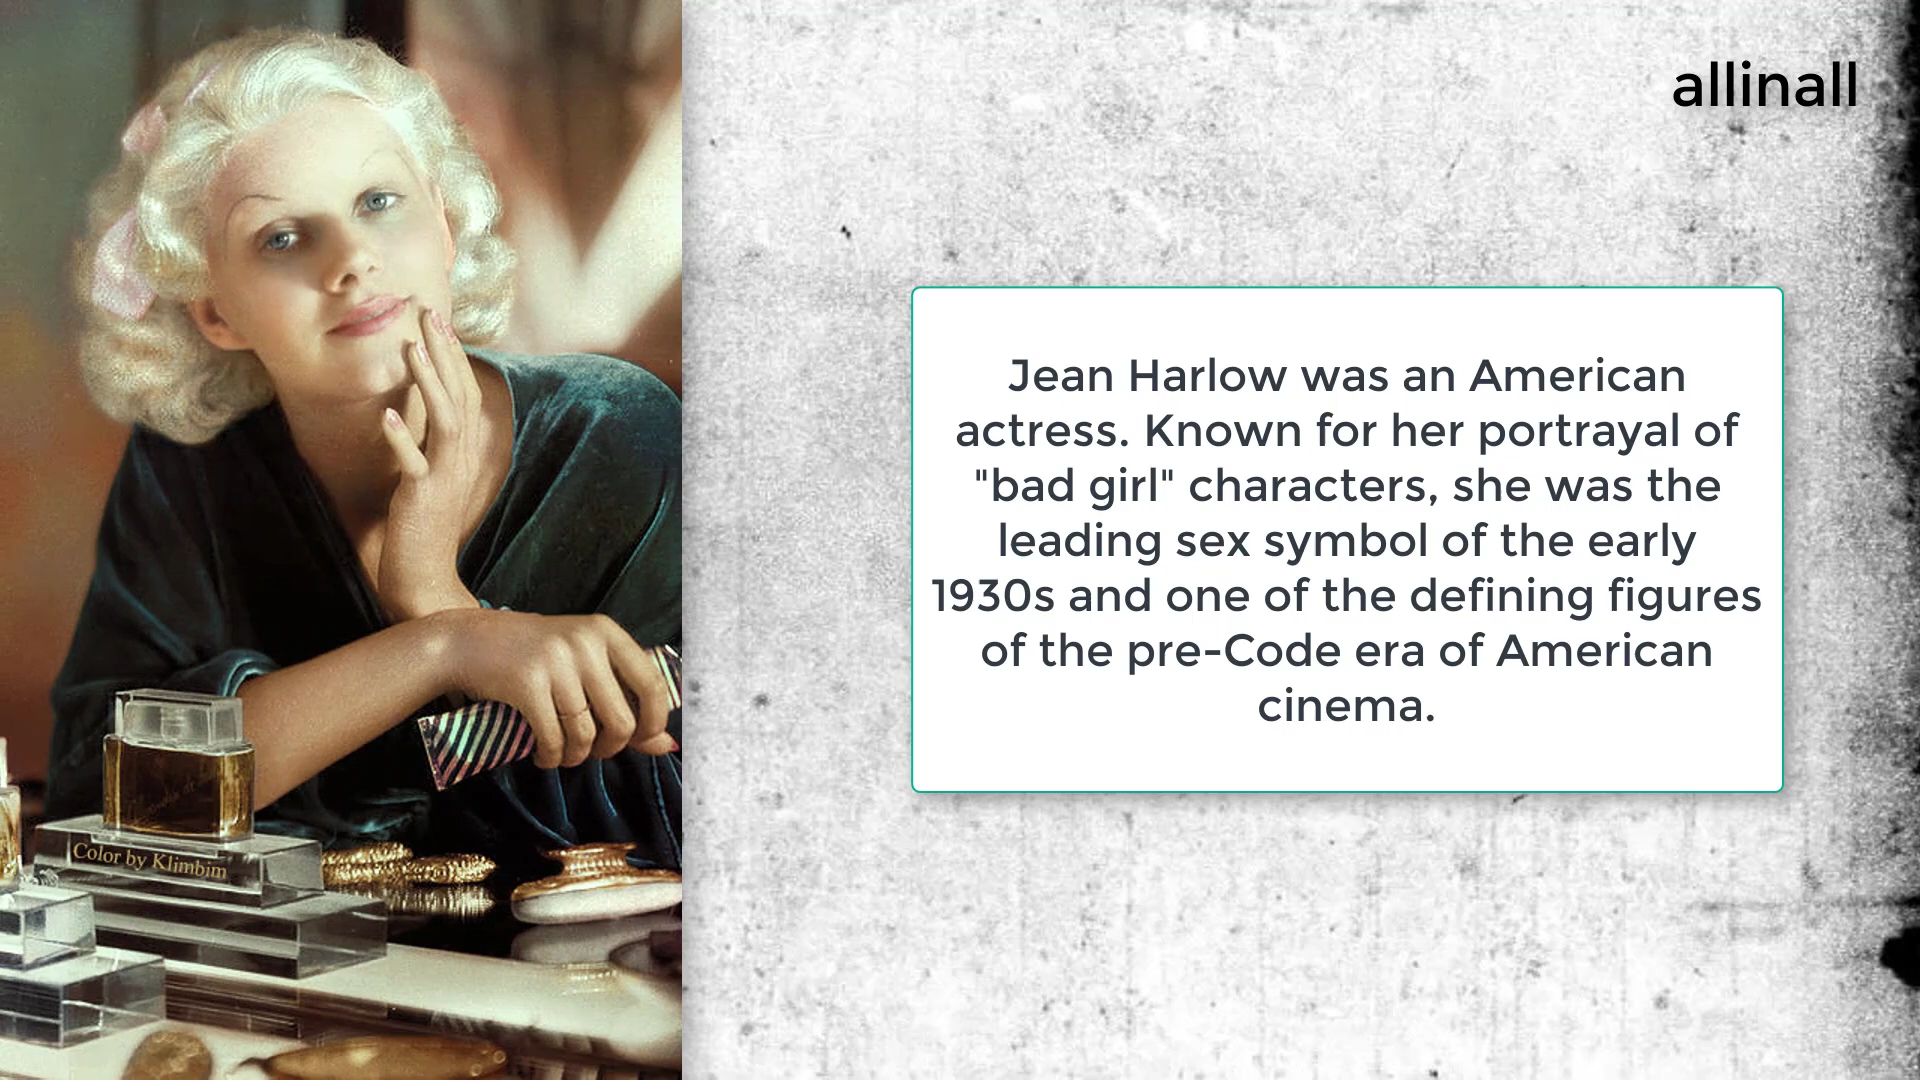 allinall
Jean Harlow was an American
actress. Known for her portrayal of
"bad girl" characters, she was the
leading sex symbol of the early
1930s and one of the defining figures
of the pre-Code era of American
cinema.
Color by Klimbim